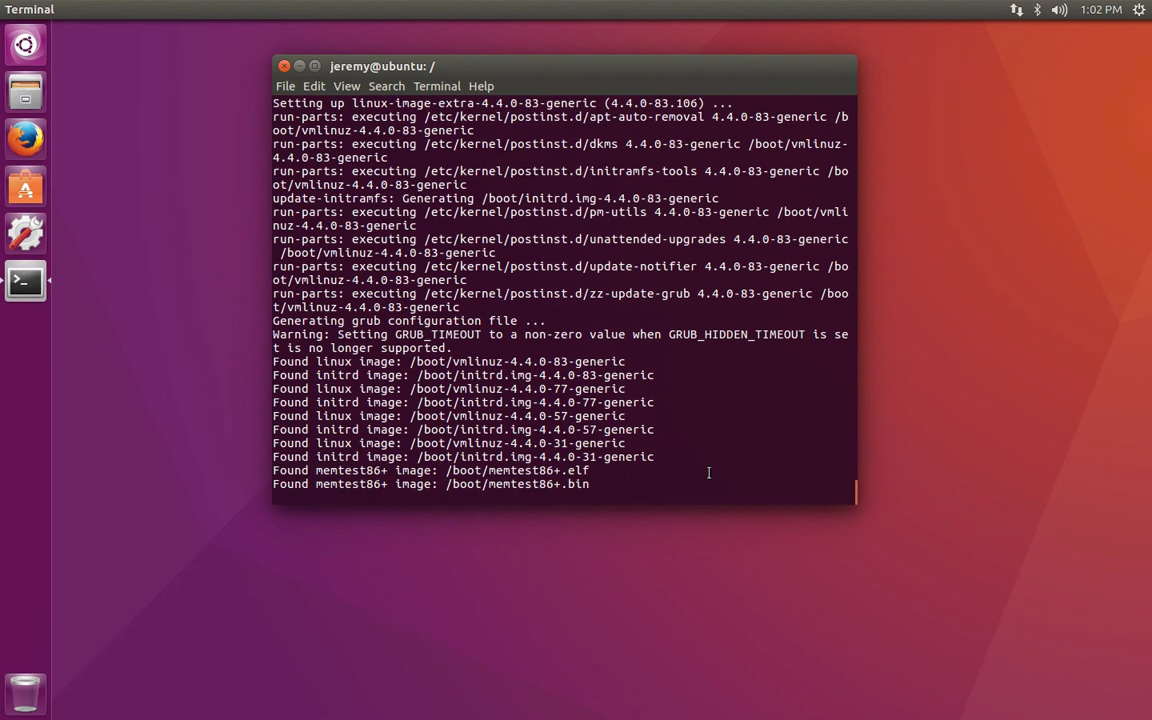 Terminal
1:02 PM
jeremy@ubuntu: /
File Edit View Search Terminal Help
Setting up linux-image-extra-4.4.0-83-generic (4.4.0-83.106) ...
run-parts: executing /etc/kernel/postinst.d/apt-auto-removal 4.4.0-83-generic /b
oot/vmlinuz-4.4.0-83-generic
run-parts: executing /etc/kernel/postinst.d/dkms 4.4.0-83-generic /boot/vmlinuz-
4.4.0-83-generic
run-parts: executing /etc/kernel/postinst.d/initramfs-tools 4.4.0-83-generic /bo
ot/vmlinuz-4.4.0-83-generic
update-initramfs: Generating /boot/initrd.img-4.4.0-83-generic
run-parts: executing /etc/kernel/postinst.d/pm-utils 4.4.0-83-generic /boot/vmli
nuz-4.4.0-83-generic
run-parts: executing /etc/kernel/postinst.d/unattended-upgrades 4.4.0-83-generic
 /boot/vmlinuz-4.4.0-83-generic
run-parts: executing /etc/kernel/postinst.d/update-notifier 4.4.0-83-generic /bo
ot/vmlinuz-4.4.0-83-generic
run-parts: executing /etc/kernel/postinst.d/zz-update-grub 4.4.0-83-generic /boo
t/vmlinuz-4.4.0-83-generic
Generating grub configuration file ...
Warning: Setting GRUB_TIMEOUT to a non-zero value when GRUB_HIDDEN_TIMEOUT is se
t is no longer supported.
Found linux image: /boot/vmlinuz-4.4.0-83-generic
Found initrd image: /boot/initrd.img-4.4.0-83-generic
Found linux image: /boot/vmlinuz-4.4.0-77-generic
Found initrd image: /boot/initrd.img-4.4.0-77-generic
Found linux image: /boot/vmlinuz-4.4.0-57-generic
Found initrd image: /boot/initrd.img-4.4.0-57-generic
Found linux image: /boot/vmlinuz-4.4.0-31-generic
Found initrd image: /boot/initrd.img-4.4.0-31-generic
Found memtest86+ image: /boot/memtest86+.elf
Found memtest86+ image: /boot/memtest86+.bin